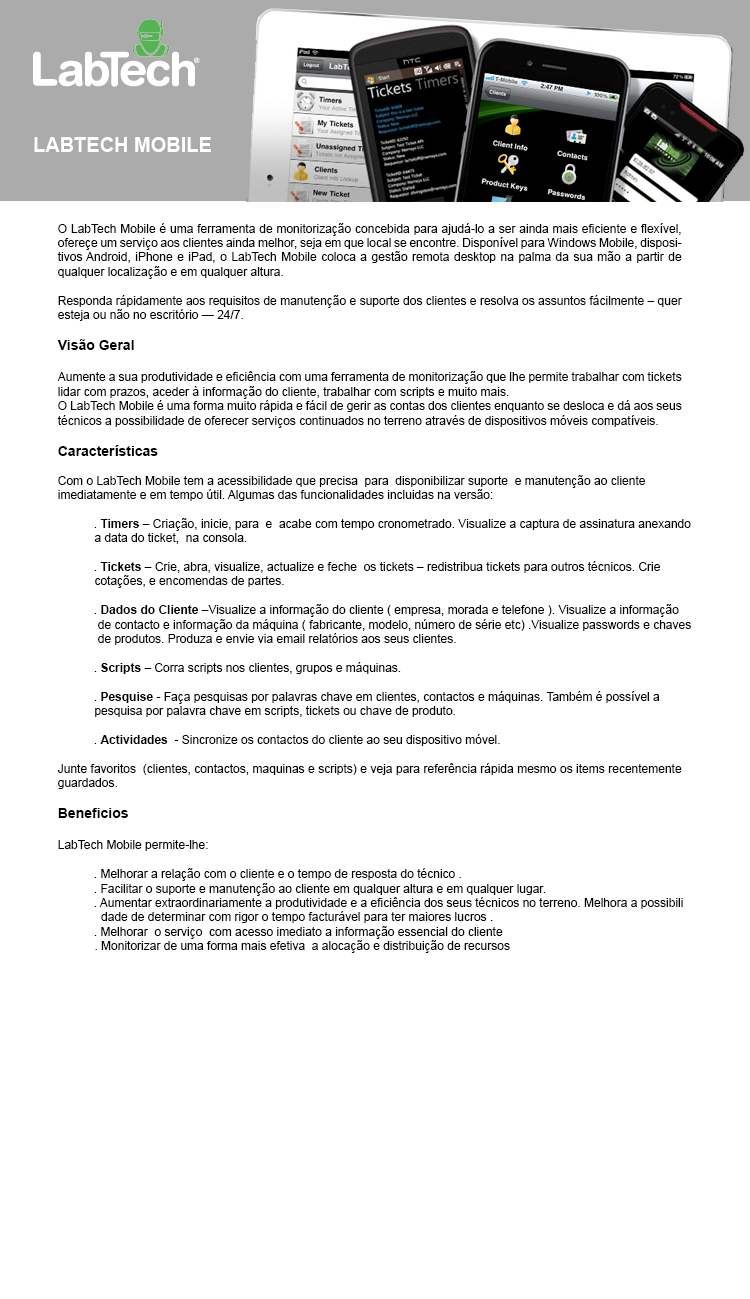 LabTech®
LABTECH MOBILE
iPad
Logout
Timers
My Tickets
Your Assigned
Unassigned Ti
Tickets not Assigne
Clients
Client Info Lookup
New Ticket
hTC
Start
Tickets Timers
T-Mobile
2:47 PM
100%
Clients
Client Info
Contacts
Product Keys
Passwords
72%
O LabTech Mobile é uma ferramenta de monitorização concebida para ajudá-lo a ser ainda mais eficiente e flexível,
ofereçe um serviço aos clientes ainda melhor, seja em que local se encontre. Disponível para Windows Mobile, disposi-
tivos Android, iPhone e iPad, o LabTech Mobile coloca a gestão remota desktop na palma da sua mão a partir de
qualquer localização e em qualquer altura.
Responda rápidamente aos requisitos de manutenção e suporte dos clientes e resolva os assuntos fácilmente – quer
esteja ou não no escritório — 24/7.
Visão Geral
Aumente a sua produtividade e eficiência com uma ferramenta de monitorização que lhe permite trabalhar com tickets
lidar com prazos, aceder à informação do cliente, trabalhar com scripts e muito mais.
O LabTech Mobile é uma forma muito rápida e fácil de gerir as contas dos clientes enquanto se desloca e dá aos seus
técnicos a possibilidade de oferecer serviços continuados no terreno através de dispositivos móveis compatíveis.
Características
Com o LabTech Mobile tem a acessibilidade que precisa para disponibilizar suporte e manutenção ao cliente
imediatamente e em tempo útil. Algumas das funcionalidades incluidas na versão:
. Timers – Criação, inicie, para e acabe com tempo cronometrado. Visualize a captura de assinatura anexando
a data do ticket, na consola.
. Tickets – Crie, abra, visualize, actualize e feche os tickets – redistribua tickets para outros técnicos. Crie
cotações, e encomendas de partes.
. Dados do Cliente –Visualize a informação do cliente ( empresa, morada e telefone ). Visualize a informação
de contacto e informação da máquina ( fabricante, modelo, número de série etc) .Visualize passwords e chaves
de produtos. Produza e envie via email relatórios aos seus clientes.
. Scripts – Corra scripts nos clientes, grupos e máquinas.
. Pesquise - Faça pesquisas por palavras chave em clientes, contactos e máquinas. Também é possível a
pesquisa por palavra chave em scripts, tickets ou chave de produto.
. Actividades - Sincronize os contactos do cliente ao seu dispositivo móvel.
Junte favoritos (clientes, contactos, maquinas e scripts) e veja para referência rápida mesmo os items recentemente
guardados.
Beneficios
LabTech Mobile permite-lhe:
. Melhorar a relação com o cliente e o tempo de resposta do técnico .
. Facilitar o suporte e manutenção ao cliente em qualquer altura e em qualquer lugar.
. Aumentar extraordinariamente a produtividade e a eficiência dos seus técnicos no terreno. Melhora a possibili
dade de determinar com rigor o tempo facturável para ter maiores lucros .
. Melhorar o serviço com acesso imediato a informação essencial do cliente
. Monitorizar de uma forma mais efetiva a alocação e distribuição de recursos